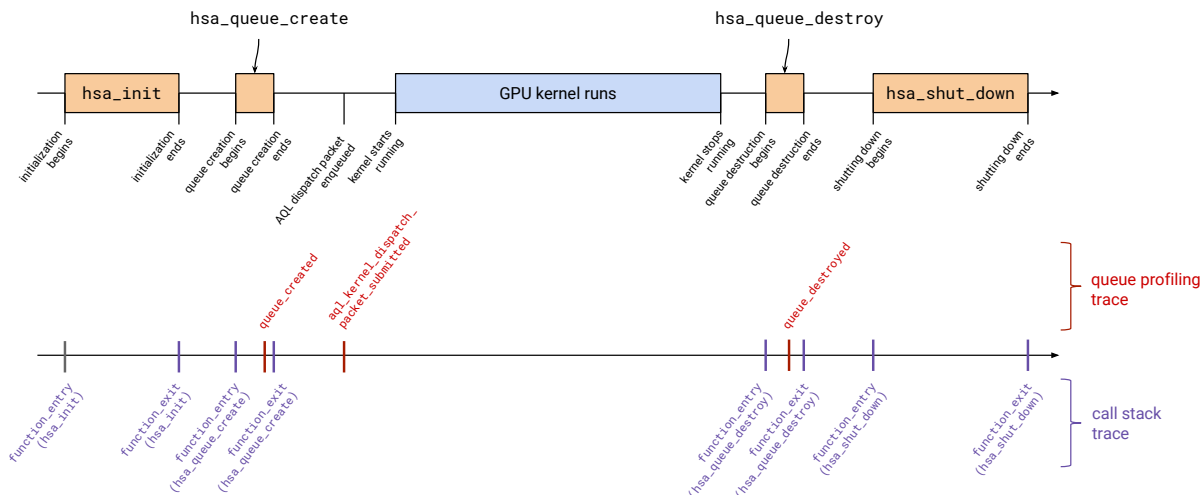 hsa_queue_create
hsa_queue_destroy
hsa_init
GPU kernel runs
hsa_shut_down
initialization
begins
initialization
ends
queue creation
begins
queue creation
ends
AQL dispatch packet
enqueued
kernel starts
running
kernel stops
running
queue destruction
begins
queue destruction
ends
shutting down
begins
shutting down
ends
queue_created
aql_kernel_dispatch_
packet_submitted
queue_destroyed
queue profiling
trace
function_entry
(hsa_init)
function_exit
(hsa_init)
function_entry
(hsa_queue_create)
function_exit
(hsa_queue_create)
function_entry
(hsa_queue_destroy)
function_exit
(hsa_queue_destroy)
function_entry
(hsa_shut_down)
function_exit
(hsa_shut_down)
call stack
trace